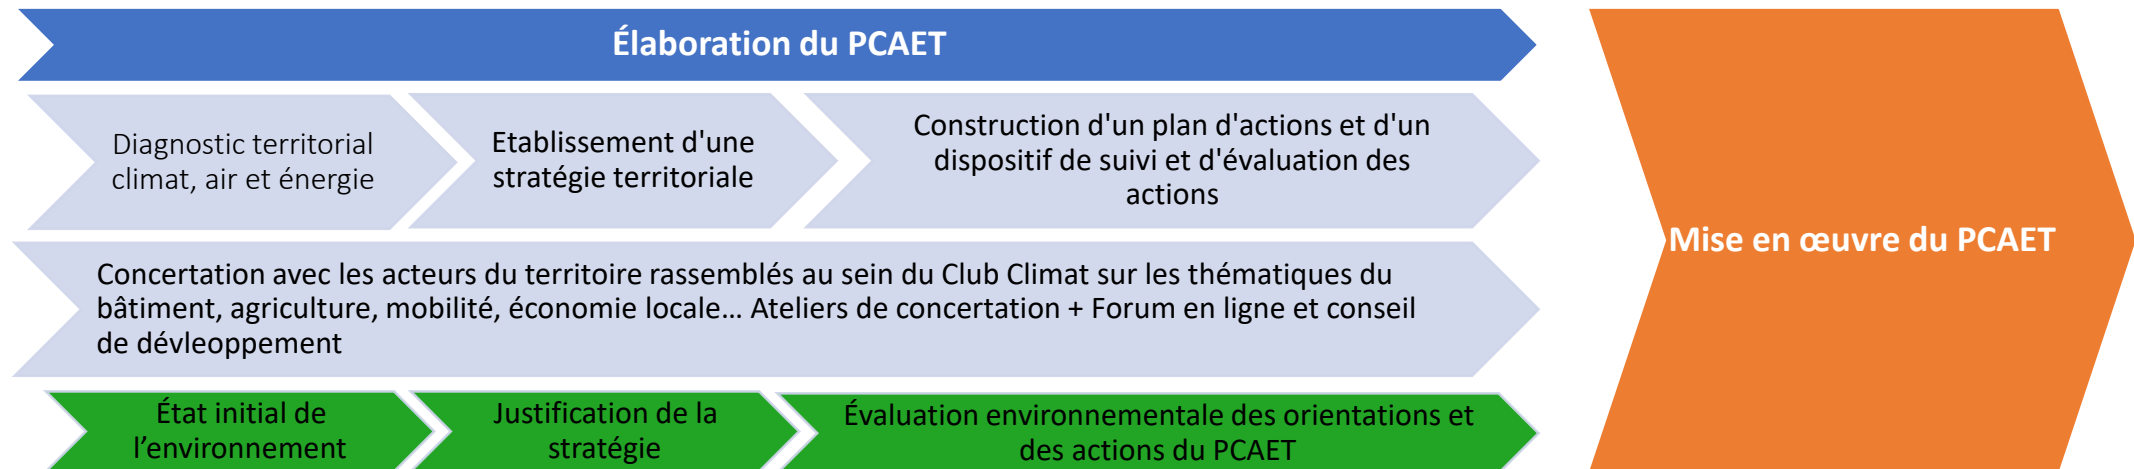 Élaboration du PCAET
Diagnostic territorial
climat, air et énergie
Etablissement d'une
stratégie territoriale
Construction d'un plan d'actions et d'un
dispositif de suivi et d'évaluation des
actions
Concertation avec les acteurs du territoire rassemblés au sein du Club Climat sur les thématiques du
bâtiment, agriculture, mobilité, économie locale… Ateliers de concertation + Forum en ligne et conseil
de dévleoppement
État initial de
l’environnement
Justification de la
stratégie
Évaluation environnementale des orientations et
des actions du PCAET
Mise en œuvre du PCAET